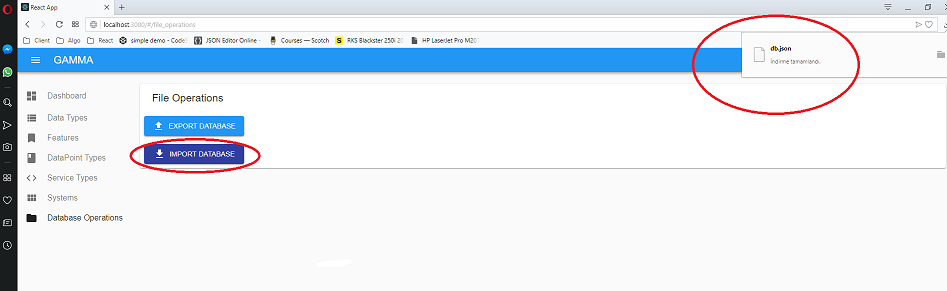 React App
localhost:3000/#/file_operations
Client
Algo
React
simple demo - Code
JSON Editor Online -
Courses — Scotch
RKS Blackster 250i 2
HP LaserJet Pro M20
db.json
İndirme tamamlandı.
GAMMA
Dashboard
Data Types
Features
DataPoint Types
Service Types
Systems
Database Operations
File Operations
EXPORT DATABASE
IMPORT DATABASE